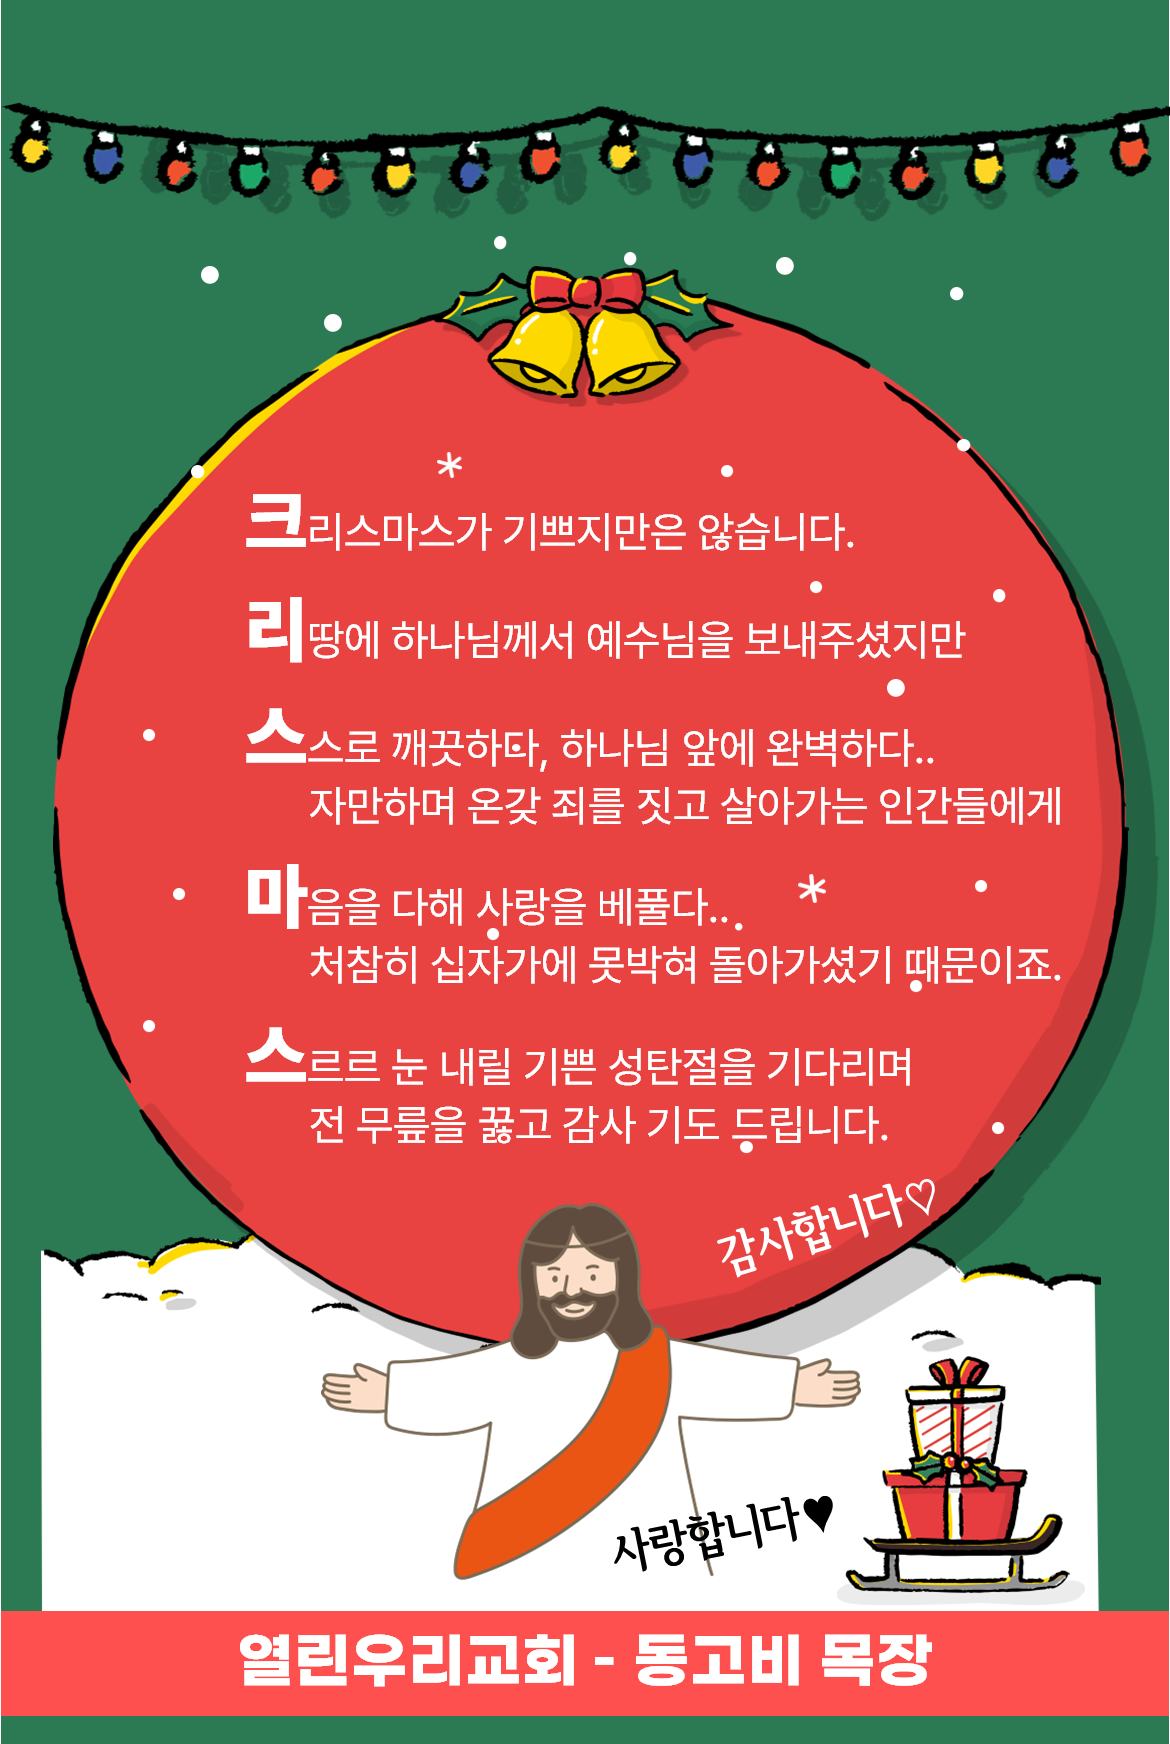 크리스마스가 기쁘지만은 않습니다.
리땅에 하나님께서 예수님을 보내주셨지만
스스로 깨끗하다, 하나님 앞에 완벽하다..
자만하며 온갖 죄를 짓고 살아가는 인간들에게
마음을 다해 사랑을 베풀다..
처참히 십자가에 못박혀 돌아가셨기 때문이죠.
스르르 눈 내릴 기쁜 성탄절을 기다리며
전 무릎을 꿇고 감사 기도 드립니다.
감사합니다♡
사랑합니다♥
열린우리교회 - 동고비 목장